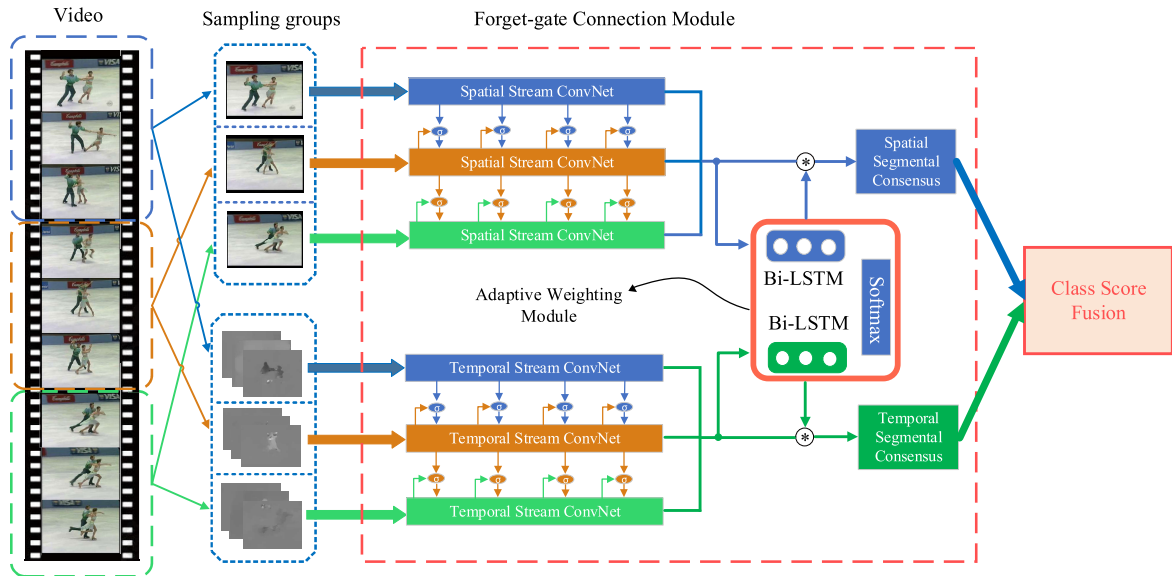 Video
Sampling groups
Forget-gate Connection Module
Campbell's
VISA
Spatial Stream ConvNet
σ σ σ σ
Spatial Stream ConvNet
σ σ σ σ
Spatial Stream ConvNet
*
Spatial
Segmental
Consensus
Bi-LSTM
Softmax
Bi-LSTM
Adaptive Weighting
Module
Class Score
Fusion
Temporal Stream ConvNet
σ σ σ σ
Temporal Stream ConvNet
σ σ σ σ
Temporal Stream ConvNet
*
Temporal
Segmental
Consensus